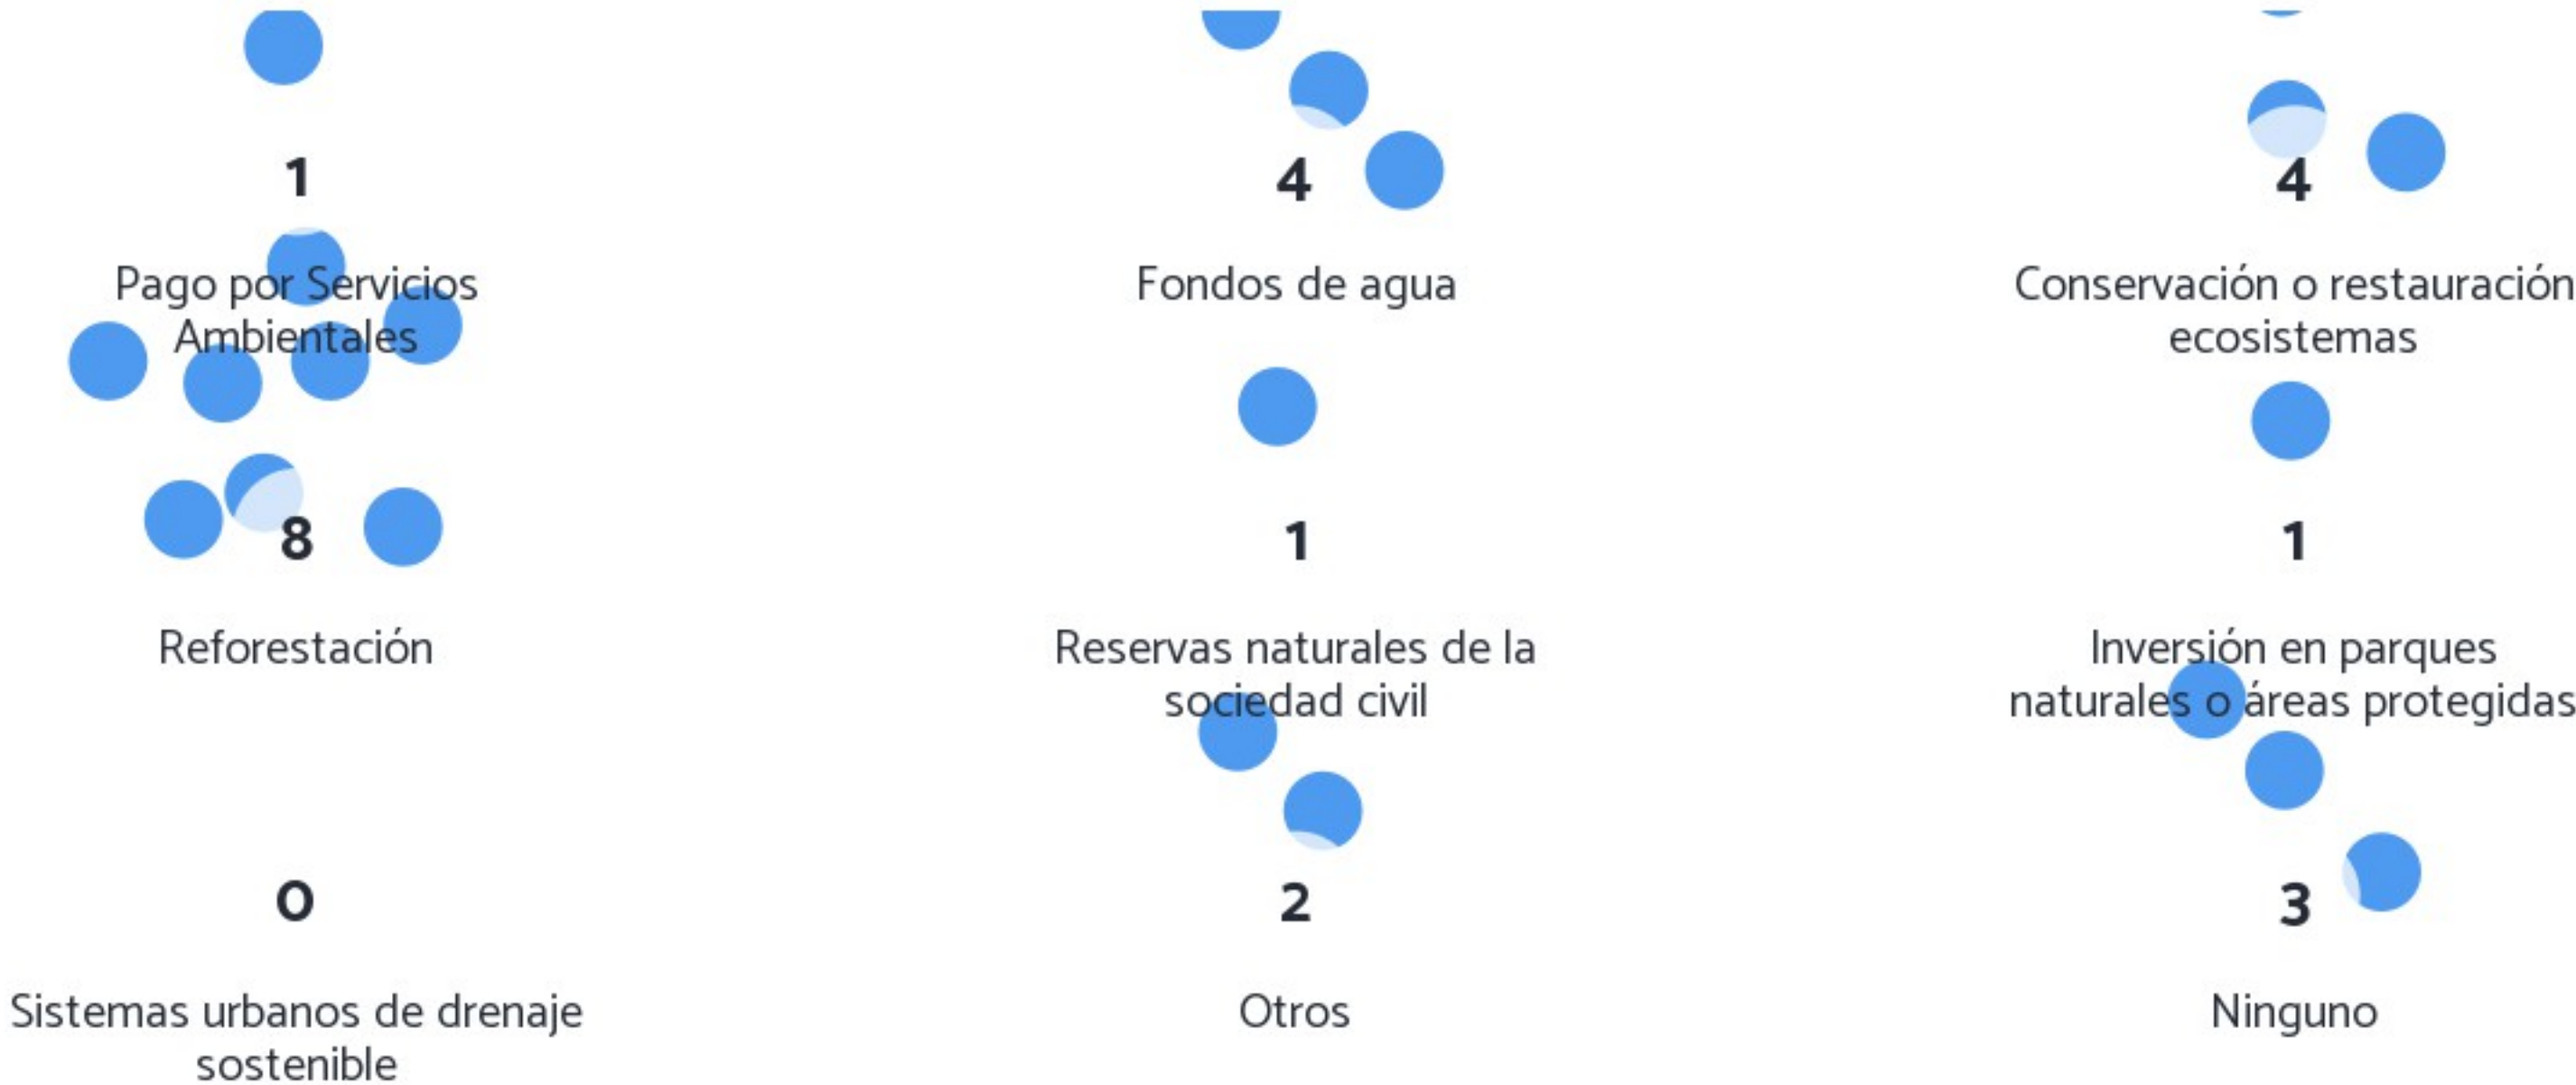 1
Pago por Servicios
Ambientales
4
Fondos de agua
4
Conservación o restauración
ecosistemas
8
Reforestación
1
Reservas naturales de la
sociedad civil
1
Inversión en parques
naturales o áreas protegidas
0
Sistemas urbanos de drenaje
sostenible
2
Otros
3
Ninguno